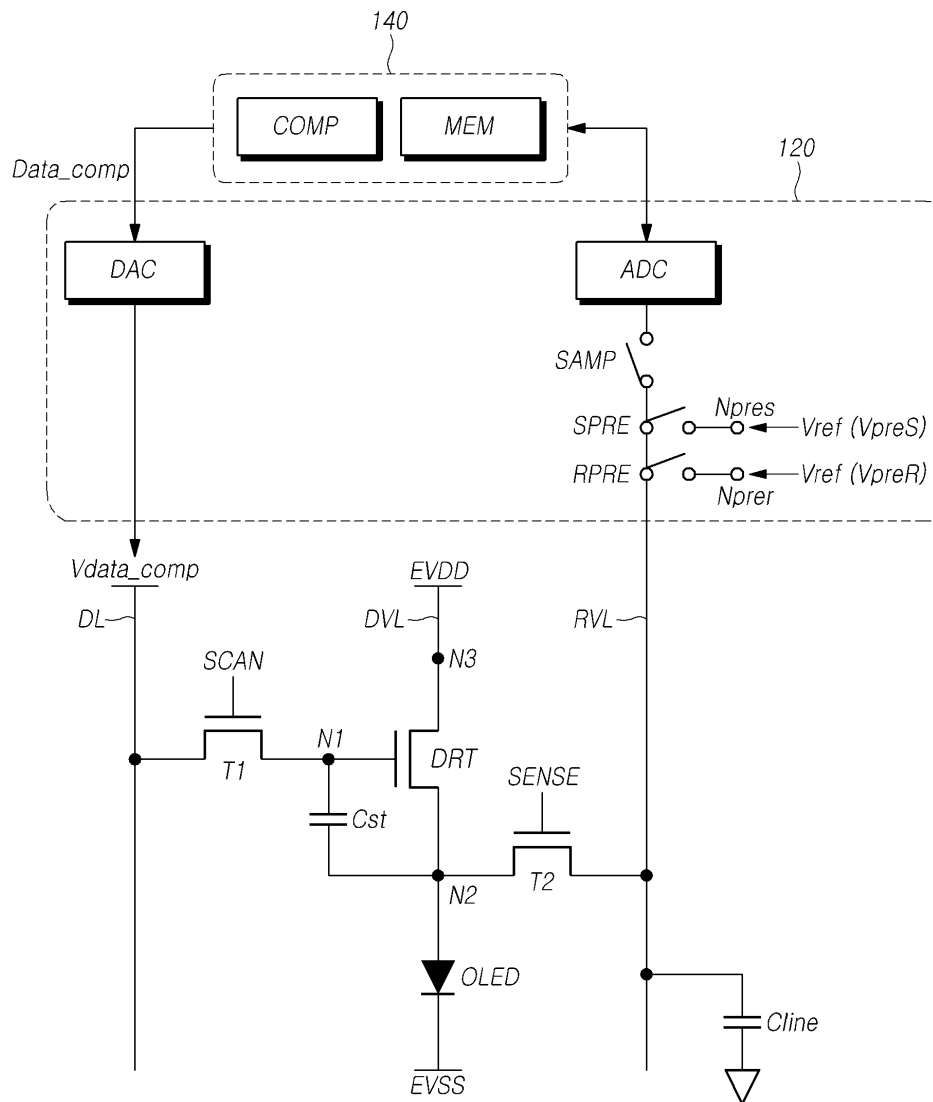 140
COMP
MEM
Data_comp
120
DAC
ADC
SAMP
SPRE
Npres
Vref (VpreS)
RPRE
Nprer
Vref (VpreR)
Vdata_comp
EVDD
DL
DVL
RVL
N3
SCAN
N1
DRT
T1
SENSE
Cst
T2
N2
OLED
Cline
EVSS